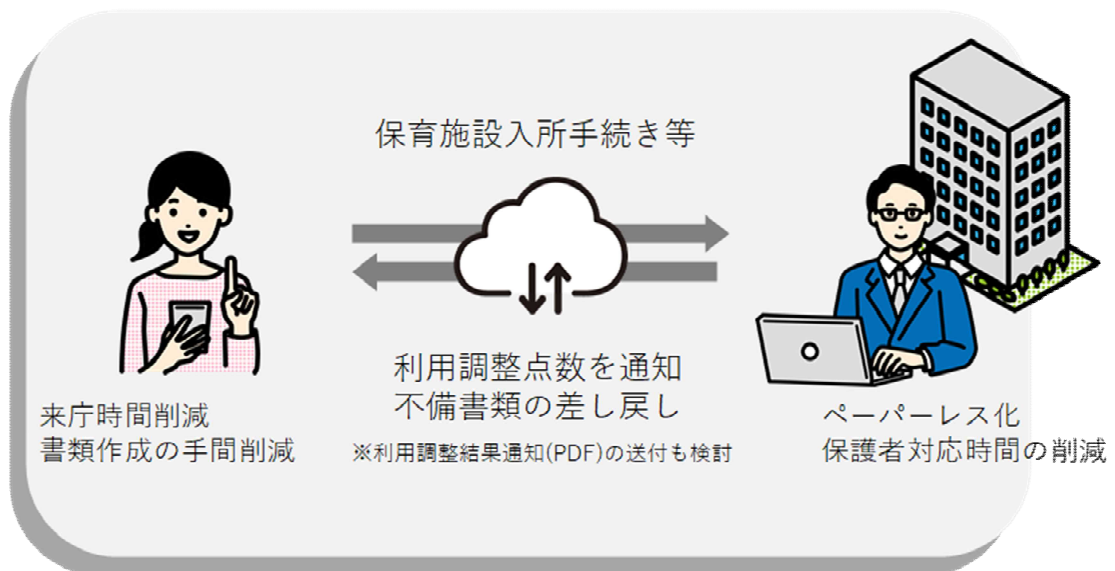 保育施設入所手続き等
利用調整点数を通知
不備書類の差し戻し
※利用調整結果通知(PDF)の送付も検討
来庁時間削減
書類作成の手間削減
ペーパーレス化
保護者対応時間の削減